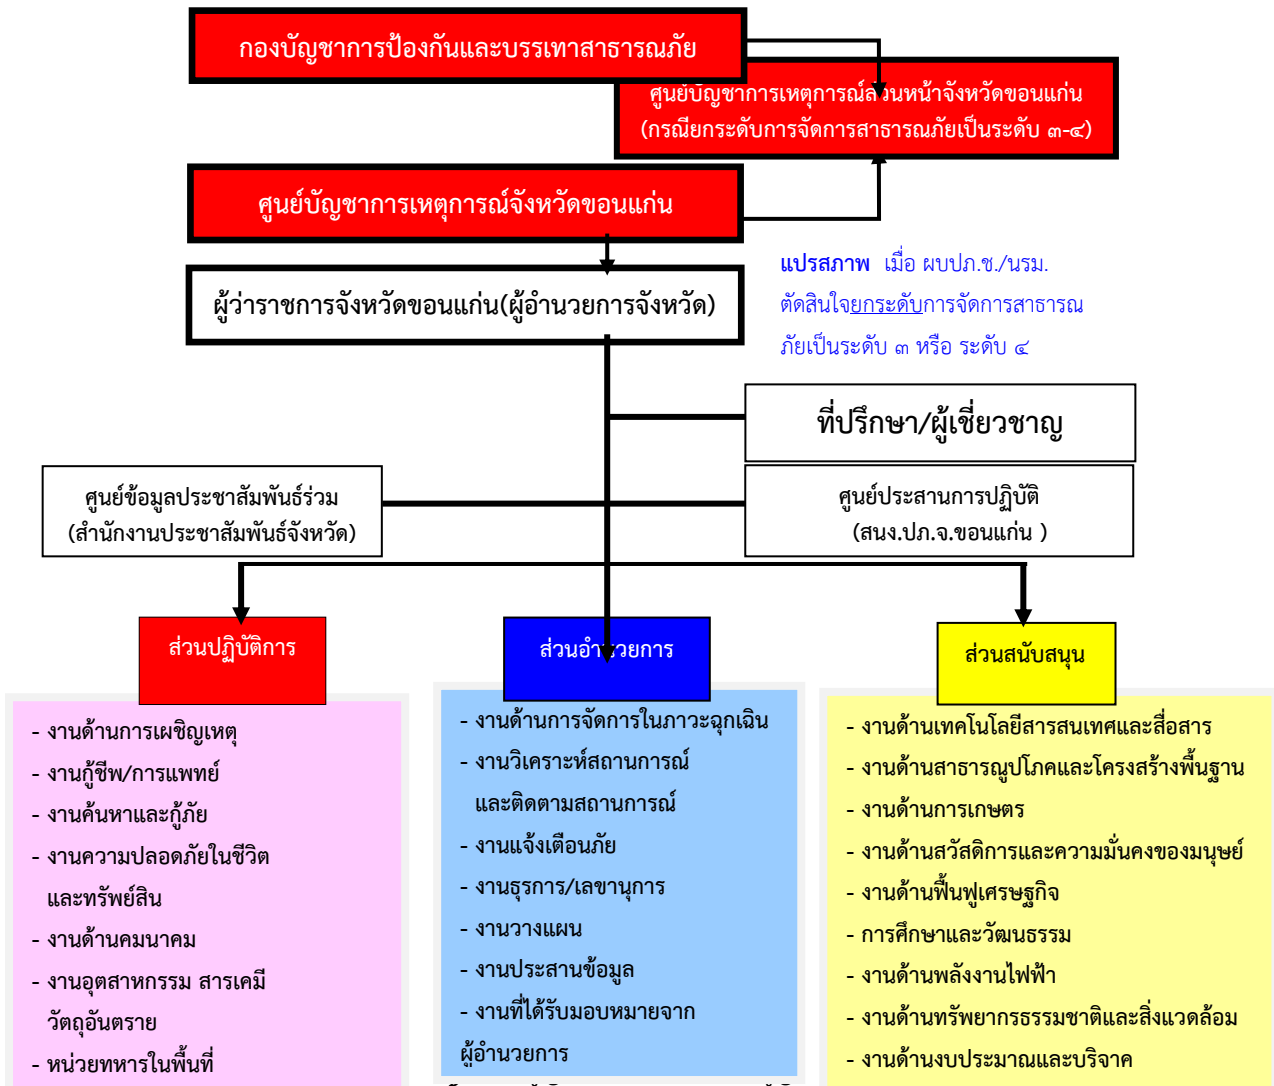 กองบัญชาการป้องกันและบรรเทาสาธารณภัย
ศูนย์บัญชาการเหตุการณ์ส่วนหน้าจังหวัดขอนแก่น
(กรณียกระดับการจัดการสาธารณภัยเป็นระดับ ๓-๔)
ศูนย์บัญชาการเหตุการณ์จังหวัดขอนแก่น
ผู้ว่าราชการจังหวัดขอนแก่น(ผู้อำนวยการจังหวัด)
แปรสภาพ เมื่อ ผบปภ.ช./นรม.
ตัดสินใจยกระดับการจัดการสาธารณ
ภัยเป็นระดับ ๓ หรือ ระดับ ๔
ที่ปรึกษา/ผู้เชี่ยวชาญ
ศูนย์ข้อมูลประชาสัมพันธ์ร่วม
(สำนักงานประชาสัมพันธ์จังหวัด)
ศูนย์ประสานการปฏิบัติ
(สนง.ปภ.จ.ขอนแก่น )
ส่วนปฏิบัติการ
- งานด้านการเผชิญเหตุ
- งานกู้ชีพ/การแพทย์
- งานค้นหาและกู้ภัย
- งานความปลอดภัยในชีวิต
และทรัพย์สิน
- งานด้านคมนาคม
- งานอุตสาหกรรม สารเคมี
วัตถุอันตราย
- หน่วยทหารในพื้นที่
ส่วนอำนวยการ
- งานด้านการจัดการในภาวะฉุกเฉิน
- งานวิเคราะห์สถานการณ์
และติดตามสถานการณ์
- งานแจ้งเตือนภัย
- งานธุรการ/เลขานุการ
- งานวางแผน
- งานประสานข้อมูล
- งานที่ได้รับมอบหมายจาก
ผู้อำนวยการ
ส่วนสนับสนุน
- งานด้านเทคโนโลยีสารสนเทศและสื่อสาร
- งานด้านสาธารณูปโภคและโครงสร้างพื้นฐาน
- งานด้านการเกษตร
- งานด้านสวัสดิการและความมั่นคงของมนุษย์
- งานด้านฟื้นฟูเศรษฐกิจ
- การศึกษาและวัฒนธรรม
- งานด้านพลังงานไฟฟ้า
- งานด้านทรัพยากรธรรมชาติและสิ่งแวดล้อม
- งานด้านงบประมาณและบริจาค